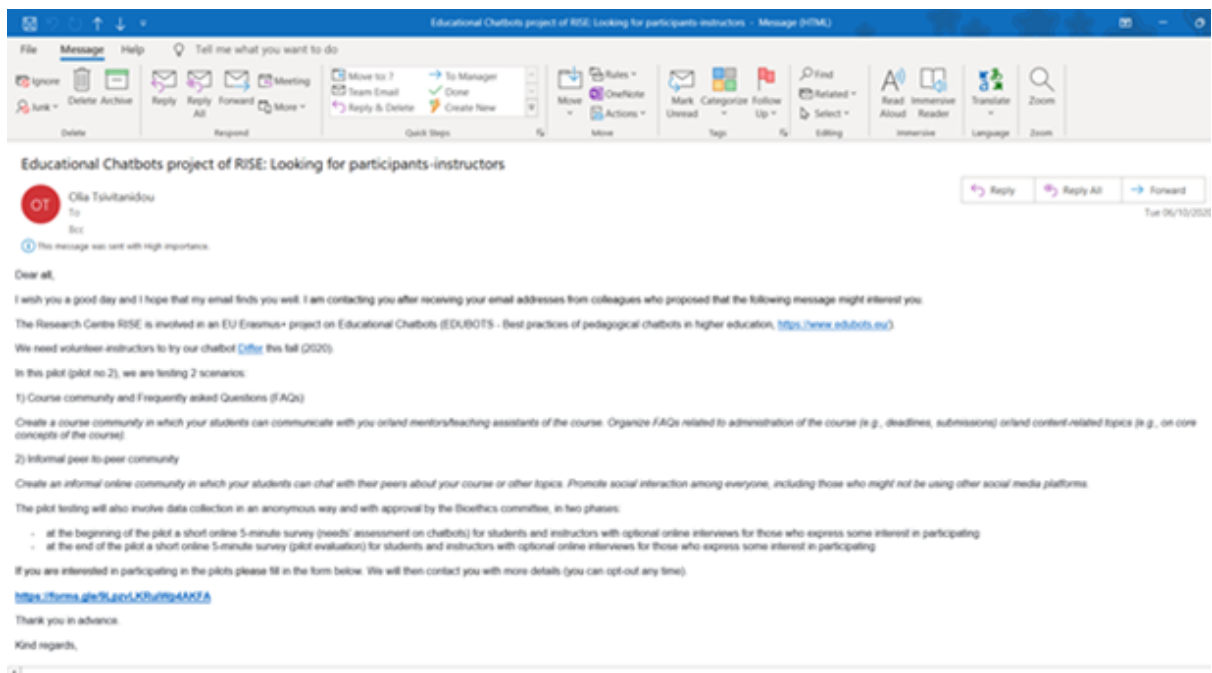 Educational Chatbots project of RISE: Looking for participants-instructors - Message (HTML)
File Message Help Tell me what you want to do
Ignore
Junk
Delete
Archive
Reply
Reply All
Forward
Meeting
More
Move to: ?
Team Email
Reply & Delete
To Manager
Done
Create New
Move
Rules
OneNote
Actions
Mark Unread
Categorize
Follow Up
Find
Related
Select
Read Aloud
Immersive Reader
Translate
Zoom
Delete Respond Quick Steps Move Tags Editing Immersive Language Zoom
Educational Chatbots project of RISE: Looking for participants-instructors
OT
Olia Tsivitanidou
To
Bcc
Reply Reply All Forward
Tue 06/10/2020
This message was sent with High importance.
Dear all,
I wish you a good day and I hope that my email finds you well. I am contacting you after receiving your email addresses from colleagues who proposed that the following message might interest you.
The Research Centre RISE is involved in an EU Erasmus+ project on Educational Chatbots (EDUBOTS - Best practices of pedagogical chatbots in higher education, https://www.edubots.eu/).
We need volunteer-instructors to try our chatbot Differ this fall (2020).
In this pilot (pilot no.2), we are testing 2 scenarios:
1) Course community and Frequently asked Questions (FAQs)
Create a course community in which your students can communicate with you or/and mentors/teaching assistants of the course. Organize FAQs related to administration of the course (e.g., deadlines, submissions) or/and content-related topics (e.g., on core
concepts of the course)
2) Informal peer-to-peer community
Create an informal online community in which your students can chat with their peers about your course or other topics. Promote social interaction among everyone, including those who might not be using other social media platforms.
The pilot testing will also involve data collection in an anonymous way and with approval by the Bioethics committee, in two phases:
- at the beginning of the pilot a short online 5-minute survey (needs' assessment on chatbots) for students and instructors with optional online interviews for those who express some interest in participating
- at the end of the pilot a short online 5-minute survey (pilot evaluation) for students and instructors with optional online interviews for those who express some interest in participating
If you are interested in participating in the pilots please fill in the form below. We will then contact you with more details (you can opt-out any time).
Thank you in advance.
Kind regards,